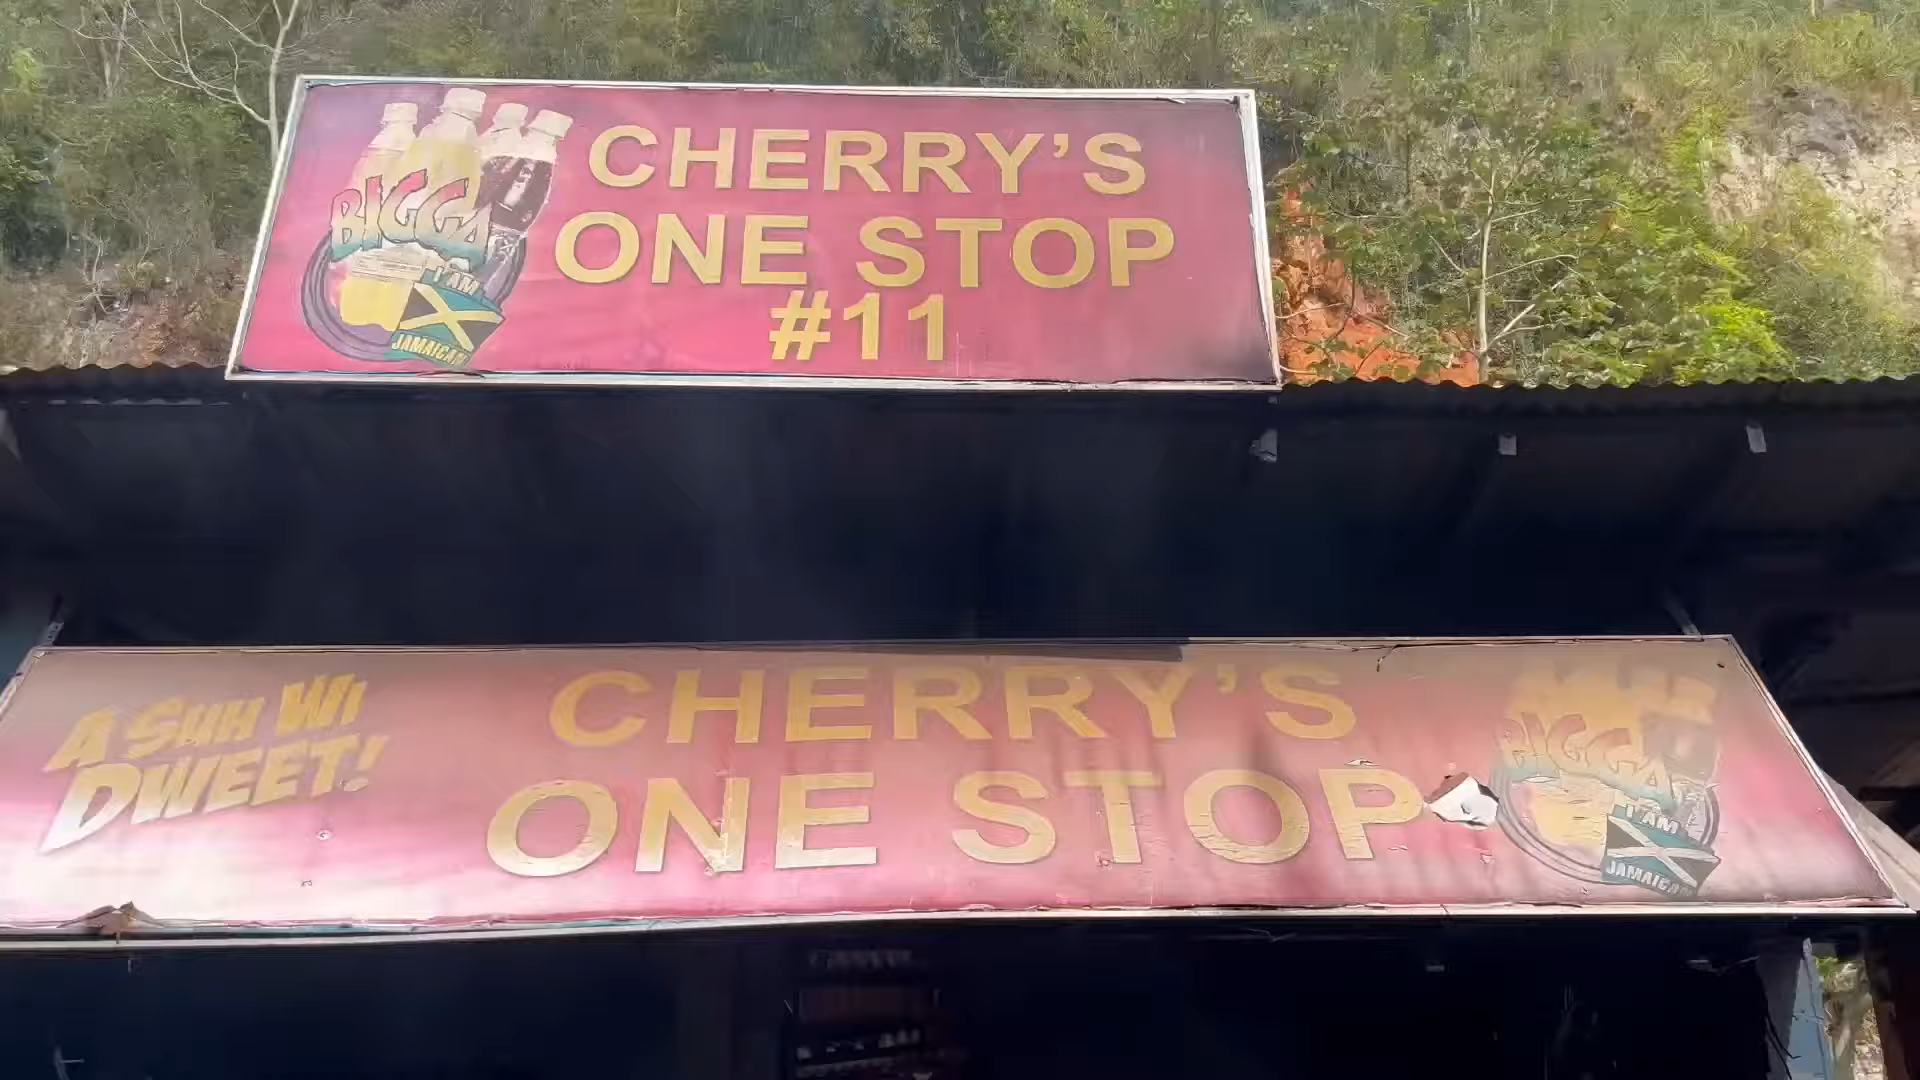 CHERRY'S
ONE STOP
#11
BIGGA
I AM
JAMAICAN
A SUH WI
DWEET!
CHERRY'S
ONE STOP
BIGGA
I AM
JAMAICAN